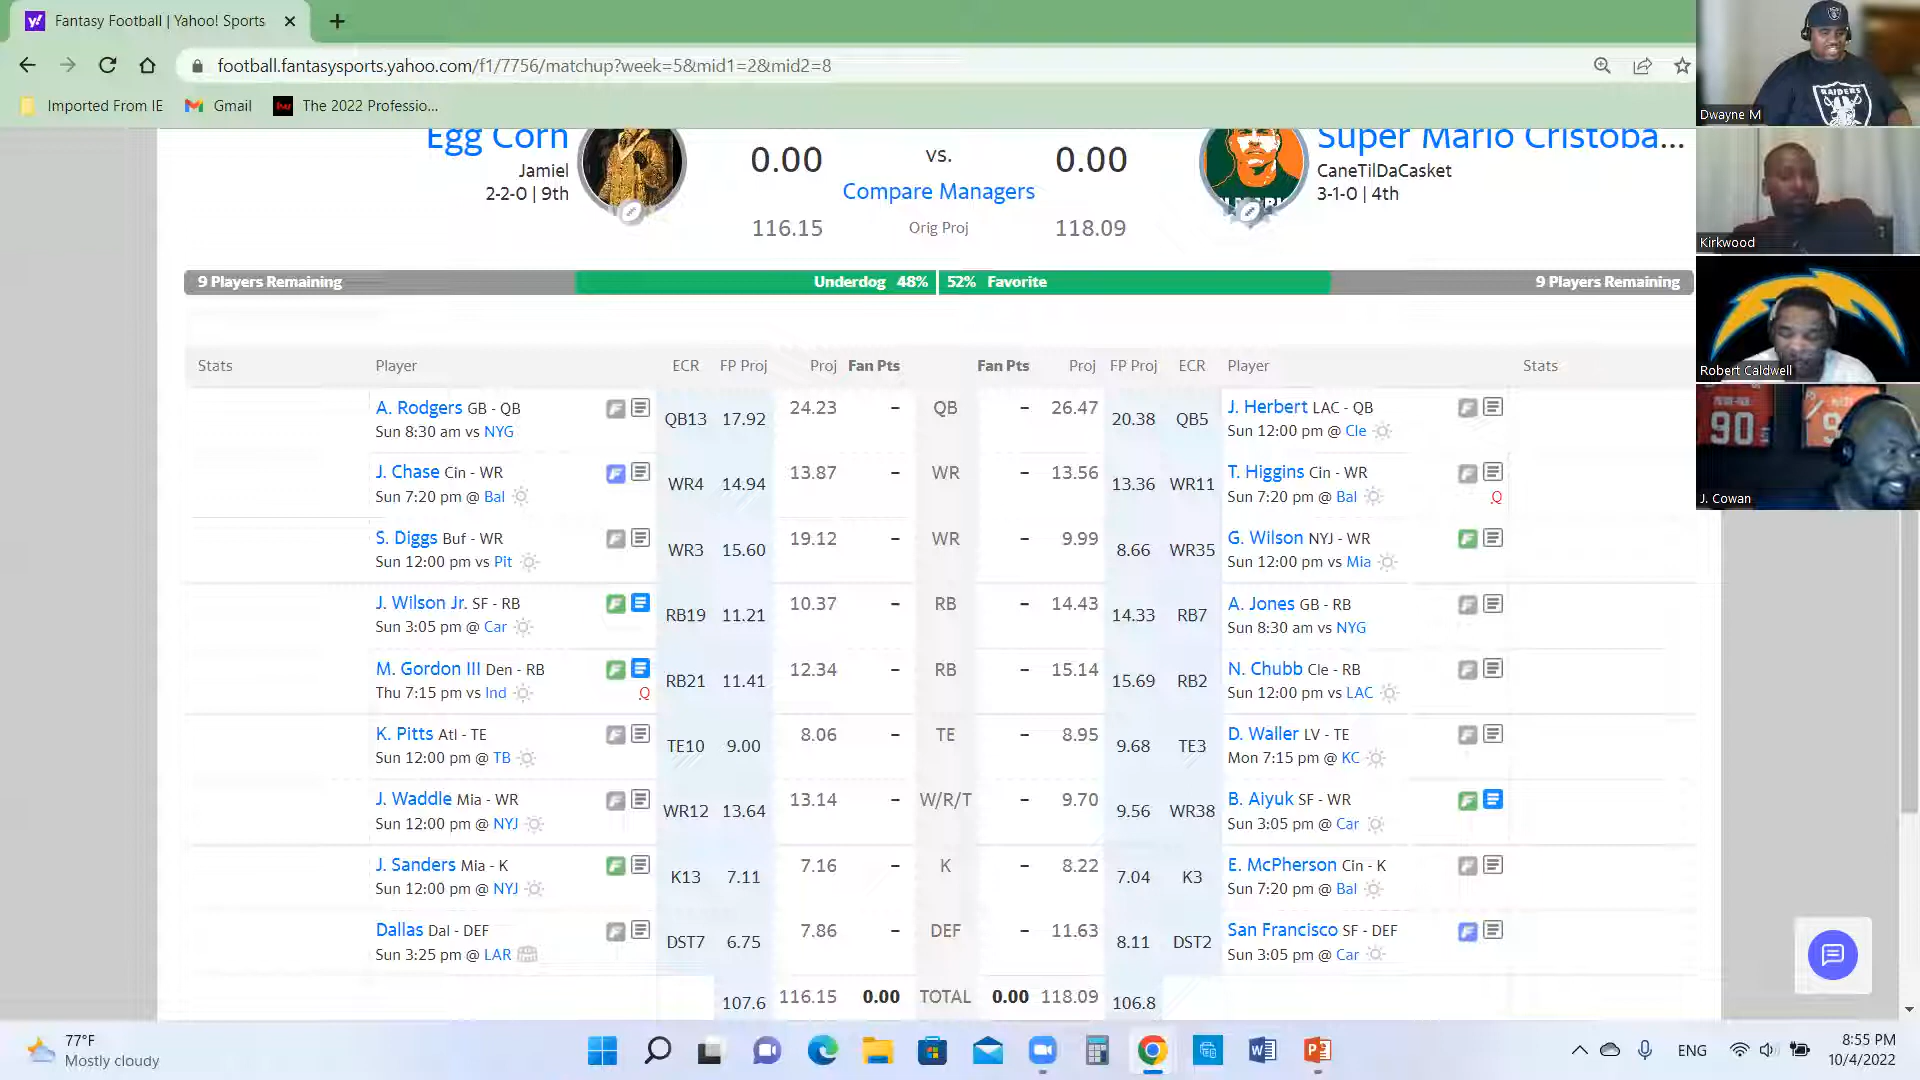 Fantasy Football | Yahoo! Sports
football.fantasysports.yahoo.com/f1/7756/matchup?week=5&mid1=2&mid2=8
Imported From IE
Gmail
The 2022 Professio...
Egg Corn
Jamiel
2-2-0 | 9th
0.00
vs.
0.00
Super Mario Cristoba...
CaneTilDaCasket
3-1-0 | 4th
Compare Managers
116.15
Orig Proj
118.09
9 Players Remaining
Underdog 48%
52% Favorite
9 Players Remaining
Stats Player ECR FP Proj Proj Fan Pts Fan Pts Proj FP Proj ECR Player Stats
A. Rodgers GB - QB
Sun 8:30 am vs NYG
QB13 17.92 24.23 – QB – 26.47 20.38 QB5
J. Herbert LAC - QB
Sun 12:00 pm @ Cle
J. Chase Cin - WR
Sun 7:20 pm @ Bal
WR4 14.94 13.87 – WR – 13.56 13.36 WR11
T. Higgins Cin - WR
Sun 7:20 pm @ Bal
Q
S. Diggs Buf - WR
Sun 12:00 pm vs Pit
WR3 15.60 19.12 – WR – 9.99 8.66 WR35
G. Wilson NYJ - WR
Sun 12:00 pm vs Mia
J. Wilson Jr. SF - RB
Sun 3:05 pm @ Car
RB19 11.21 10.37 – RB – 14.43 14.33 RB7
A. Jones GB - RB
Sun 8:30 am vs NYG
M. Gordon III Den - RB
Thu 7:15 pm vs Ind
Q
RB21 11.41 12.34 – RB – 15.14 15.69 RB2
N. Chubb Cle - RB
Sun 12:00 pm vs LAC
K. Pitts Atl - TE
Sun 12:00 pm @ TB
TE10 9.00 8.06 – TE – 8.95 9.68 TE3
D. Waller LV - TE
Mon 7:15 pm @ KC
J. Waddle Mia - WR
Sun 12:00 pm @ NYJ
WR12 13.64 13.14 – W/R/T – 9.70 9.56 WR38
B. Aiyuk SF - WR
Sun 3:05 pm @ Car
J. Sanders Mia - K
Sun 12:00 pm @ NYJ
K13 7.11 7.16 – K – 8.22 7.04 K3
E. McPherson Cin - K
Sun 7:20 pm @ Bal
Dallas Dal - DEF
Sun 3:25 pm @ LAR
DST7 6.75 7.86 – DEF – 11.63 8.11 DST2
San Francisco SF - DEF
Sun 3:05 pm @ Car
107.6 116.15 0.00 TOTAL 0.00 118.09 106.8
RAIDERS
Dwayne M
Kirkwood
Robert Caldwell
90
9
J. Cowan
77°F
Mostly cloudy
ENG
8:55 PM
10/4/2022